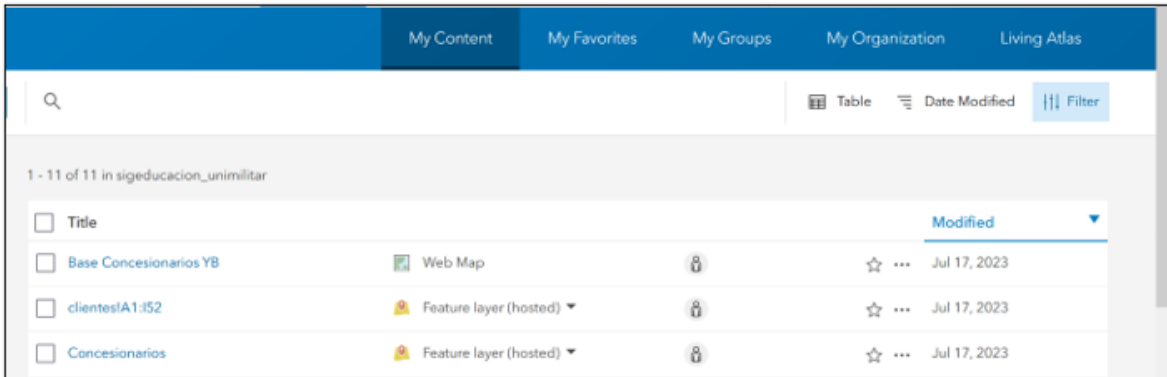 My Content My Favorites My Groups My Organization Living Atlas
Table Date Modified Filter
1 - 11 of 11 in sigeducacion_unimilitar
Title Modified
Base Concesionarios YB Web Map Jul 17, 2023
clientes!A1:I52 Feature layer (hosted) Jul 17, 2023
Concesionarios Feature layer (hosted) Jul 17, 2023